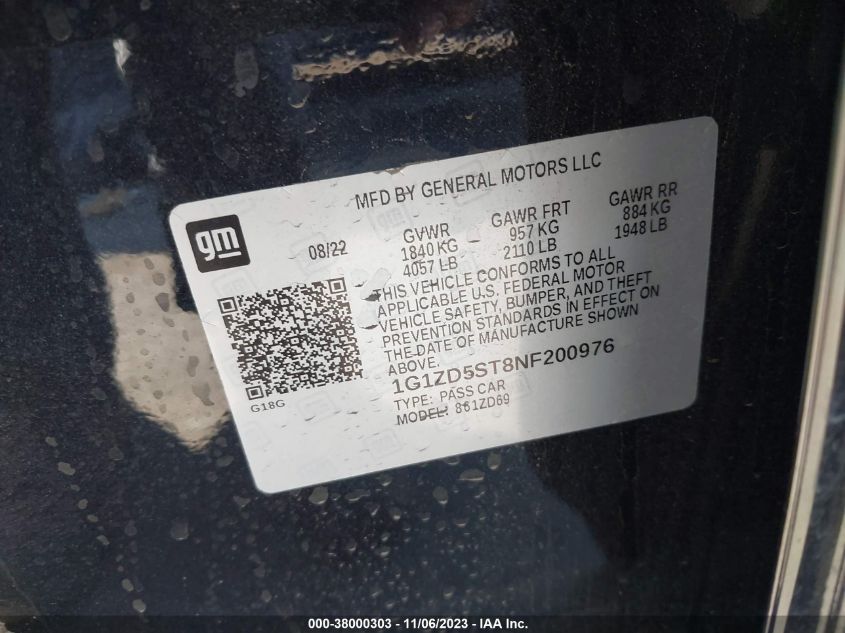 MFD BY GENERAL MOTORS LLC
gm
08/22
GVWR GAWR FRT GAWR RR
1840 KG 957 KG 884 KG
4057 LB 2110 LB 1948 LB
THIS VEHICLE CONFORMS TO ALL
APPLICABLE U.S. FEDERAL MOTOR
VEHICLE SAFETY, BUMPER, AND THEFT
PREVENTION STANDARDS IN EFFECT ON
THE DATE OF MANUFACTURE SHOWN
ABOVE.
1G1ZD5ST8NF200976
TYPE: PASS CAR
MODEL: 861ZD69
G18G
000-38000303 - 11/06/2023 - IAA Inc.